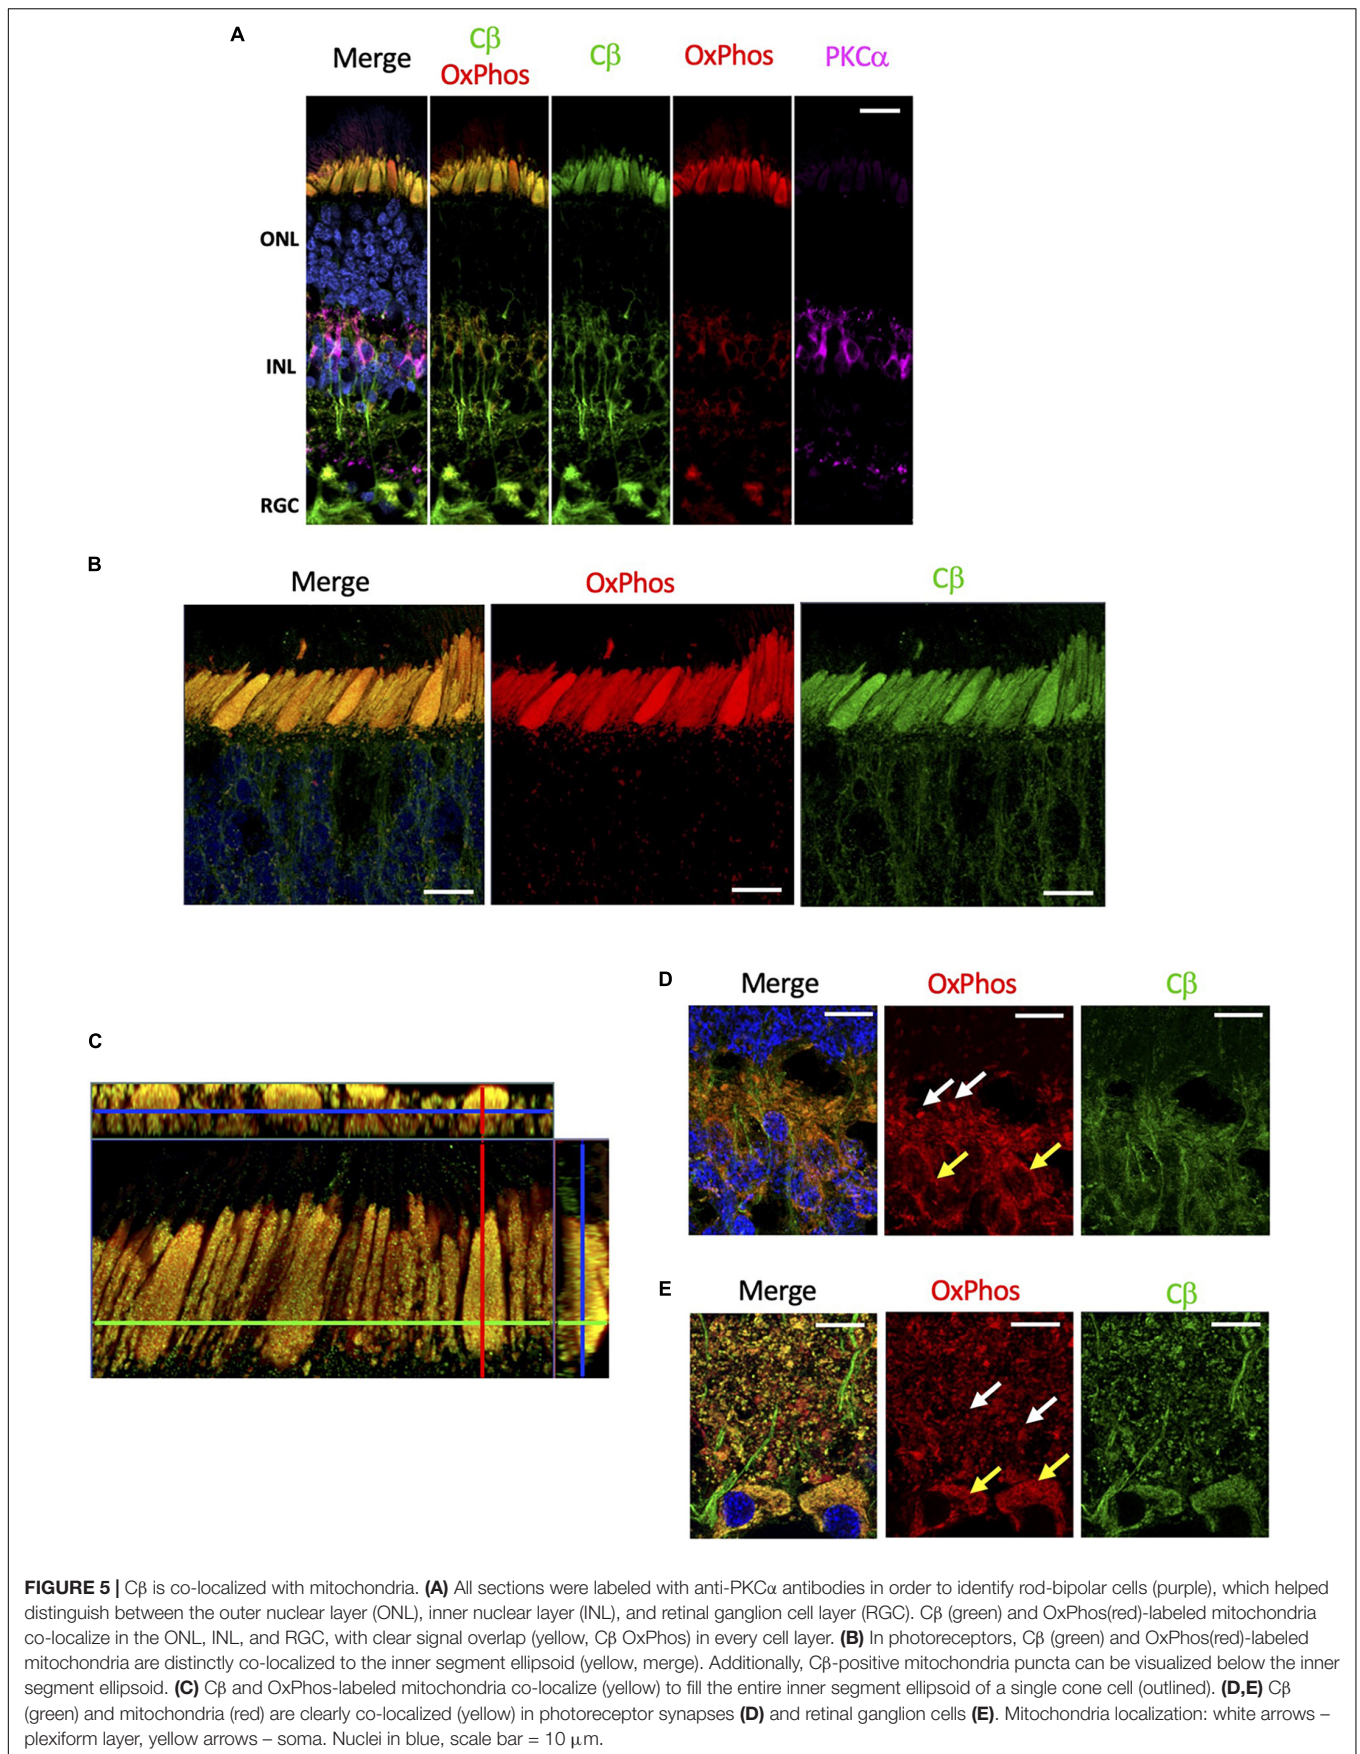 A
Merge
Cβ
OxPhos
Cβ
OxPhos
PKCα
ONL
INL
RGC
B
Merge
OxPhos
Cβ
C
D
Merge
OxPhos
Cβ
E
Merge
OxPhos
Cβ
FIGURE 5 | Cβ is co-localized with mitochondria. (A) All sections were labeled with anti-PKCα antibodies in order to identify rod-bipolar cells (purple), which helped
distinguish between the outer nuclear layer (ONL), inner nuclear layer (INL), and retinal ganglion cell layer (RGC). Cβ (green) and OxPhos(red)-labeled mitochondria
co-localize in the ONL, INL, and RGC, with clear signal overlap (yellow, Cβ OxPhos) in every cell layer. (B) In photoreceptors, Cβ (green) and OxPhos(red)-labeled
mitochondria are distinctly co-localized to the inner segment ellipsoid (yellow, merge). Additionally, Cβ-positive mitochondria puncta can be visualized below the inner
segment ellipsoid. (C) Cβ and OxPhos-labeled mitochondria co-localize (yellow) to fill the entire inner segment ellipsoid of a single cone cell (outlined). (D,E) Cβ
(green) and mitochondria (red) are clearly co-localized (yellow) in photoreceptor synapses (D) and retinal ganglion cells (E). Mitochondria localization: white arrows –
plexiform layer, yellow arrows – soma. Nuclei in blue, scale bar = 10 μm.